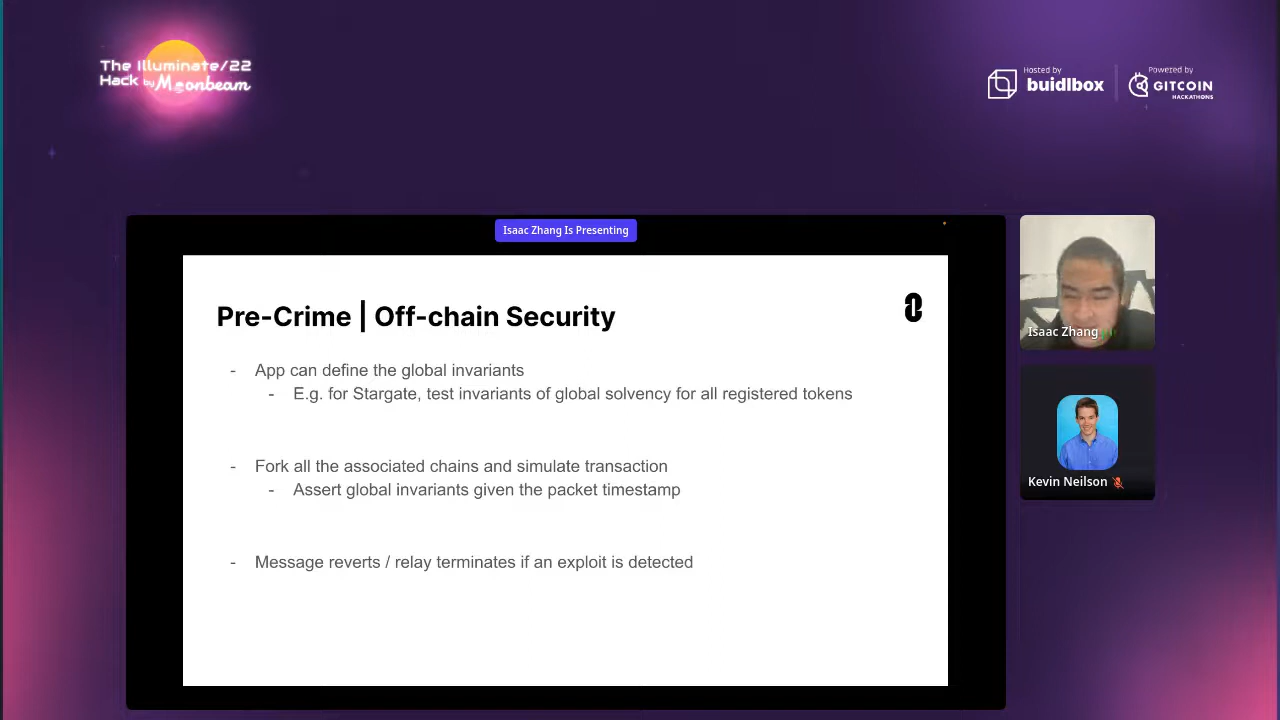 The Illuminate/22
Hack by Moonbeam
Hosted by
buidlbox
Powered by
GITCOIN
HACKATHONS
Isaac Zhang Is Presenting
Pre-Crime | Off-chain Security
- App can define the global invariants
- E.g. for Stargate, test invariants of global solvency for all registered tokens
- Fork all the associated chains and simulate transaction
- Assert global invariants given the packet timestamp
- Message reverts / relay terminates if an exploit is detected
Isaac Zhang
Kevin Neilson